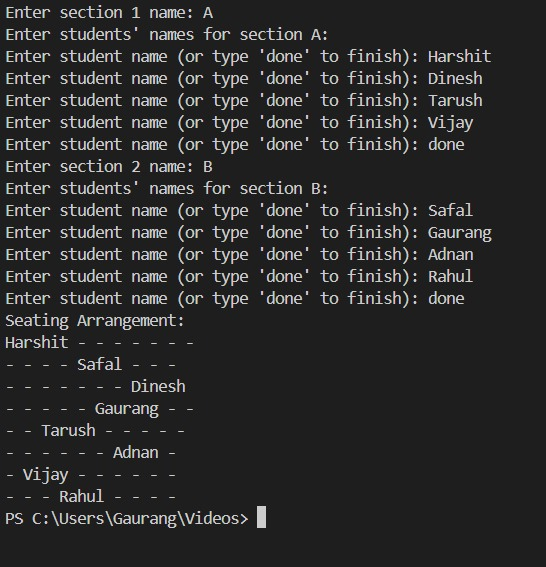 Enter section 1 name: A
Enter students' names for section A:
Enter student name (or type 'done' to finish): Harshit
Enter student name (or type 'done' to finish): Dinesh
Enter student name (or type 'done' to finish): Tarush
Enter student name (or type 'done' to finish): Vijay
Enter student name (or type 'done' to finish): done
Enter section 2 name: B
Enter students' names for section B:
Enter student name (or type 'done' to finish): Safal
Enter student name (or type 'done' to finish): Gaurang
Enter student name (or type 'done' to finish): Adnan
Enter student name (or type 'done' to finish): Rahul
Enter student name (or type 'done' to finish): done
Seating Arrangement:
Harshit - - - - - - -
- - - - Safal - - -
- - - - - - - Dinesh
- - - - - Gaurang - -
- - Tarush - - - - -
- - - - - - Adnan -
- Vijay - - - - - -
- - - Rahul - - - -
PS C:\Users\Gaurang\Videos>